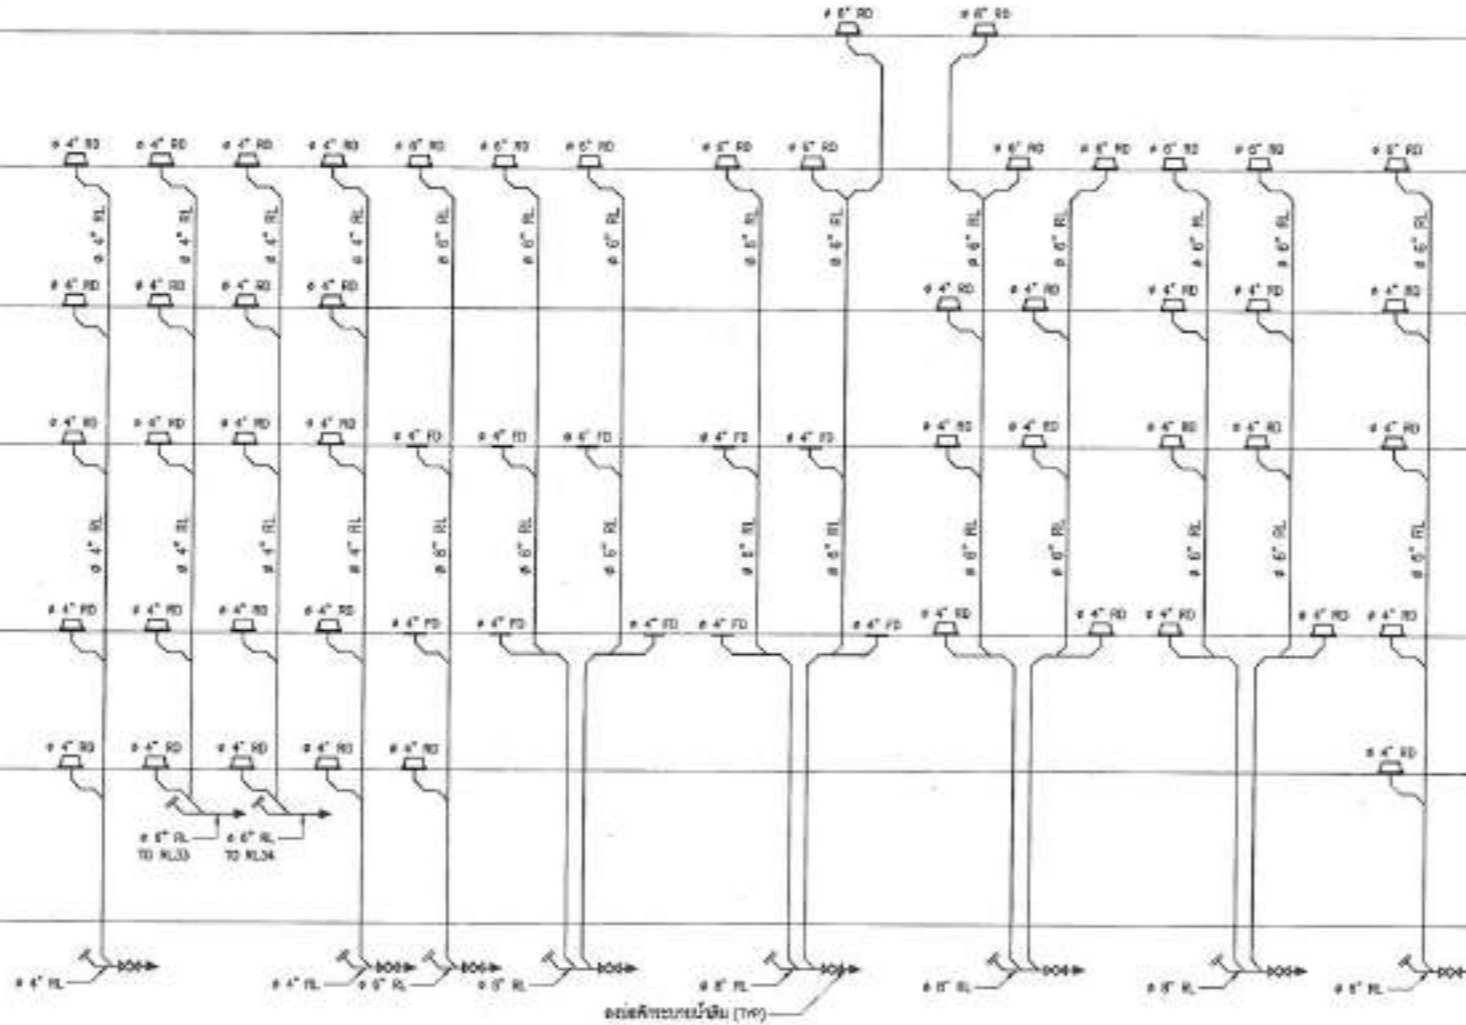 ø 6" RD ø 6" RD
ø 4" RD ø 4" RD ø 4" RD ø 4" RD ø 6" RD ø 6" RD ø 6" RD ø 6" RD ø 6" RD ø 6" RD ø 6" RD ø 6" RD ø 6" RD ø 6" RD
ø 4" RL ø 4" RL ø 4" RL ø 4" RL ø 6" RL ø 6" RL ø 6" RL ø 6" RL ø 6" RL ø 6" RL ø 6" RL ø 6" RL ø 6" RL ø 6" RL
ø 4" RD ø 4" RD ø 4" RD ø 4" RD ø 4" RD ø 4" RD ø 4" RD ø 4" RD ø 4" RD
ø 4" RD ø 4" RD ø 4" RD ø 4" RD ø 4" FD ø 4" FD ø 4" FD ø 4" FD ø 4" FD ø 4" RD ø 4" RD ø 4" RD ø 4" RD ø 4" RD
ø 4" RL ø 4" RL ø 4" RL ø 4" RL ø 6" RL ø 6" RL ø 6" RL ø 6" RL ø 6" RL ø 6" RL ø 6" RL ø 6" RL ø 6" RL ø 6" RL
ø 4" RD ø 4" RD ø 4" RD ø 4" RD ø 4" FD ø 4" FD ø 4" FD ø 4" FD ø 4" FD ø 4" RD ø 4" RD ø 4" RD ø 4" RD ø 4" RD
ø 4" RD ø 4" RD ø 4" RD ø 4" RD ø 4" RD ø 4" RD
ø 6" RL ø 6" RL
TO RL33 TO RL34
ø 4" RL ø 4" RL ø 6" RL ø 8" RL ø 8" RL ø 8" RL ø 8" RL ø 6" RL
(TYP)